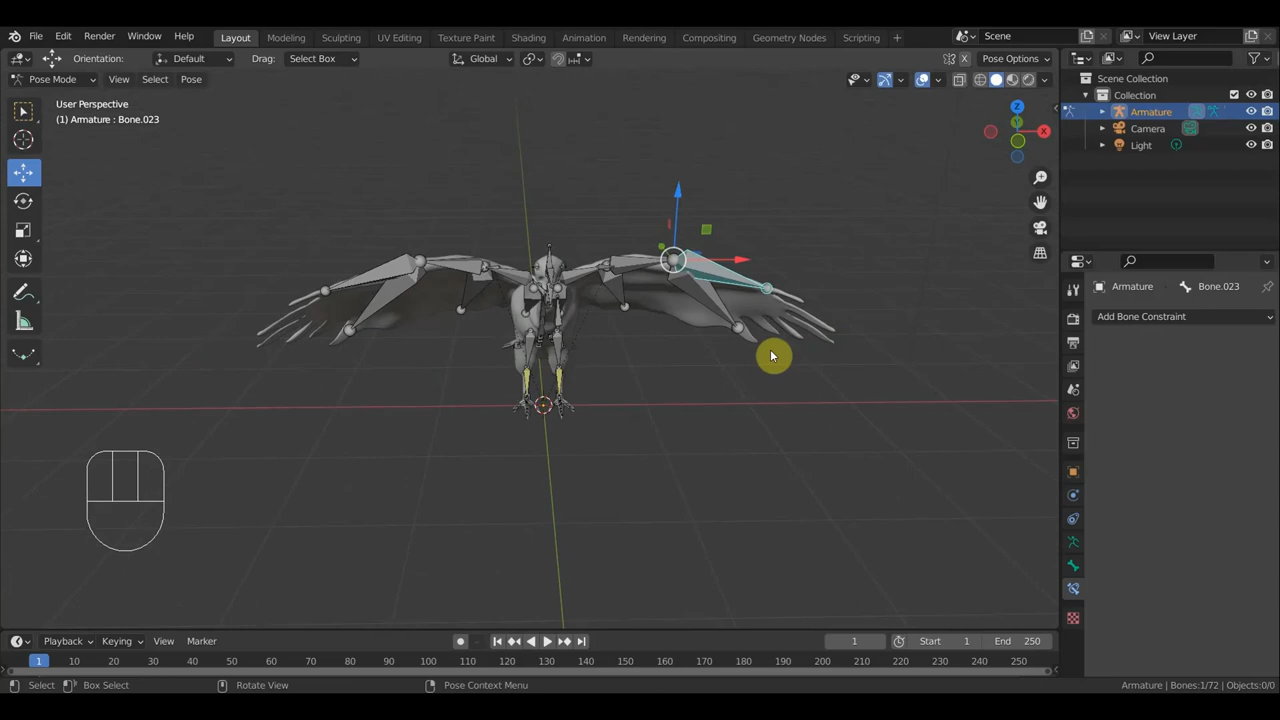 File Edit Render Window Help Layout Modeling Sculpting UV Editing Texture Paint Shading Animation Rendering Compositing Geometry Nodes Scripting + Scene View Layer
Orientation: Default Drag: Select Box Global X Pose Options
Pose Mode View Select Pose
User Perspective
(1) Armature : Bone.023
Z
Y
X
Scene Collection
Collection
Armature
Camera
Light
Armature Bone.023
Add Bone Constraint
Playback Keying View Marker 1 Start 1 End 250
1 10 20 30 40 50 60 70 80 90 100 110 120 130 140 150 160 170 180 190 200 210 220 230 240 250
Select Box Select Rotate View Pose Context Menu Armature | Bones:1/72 | Objects:0/0